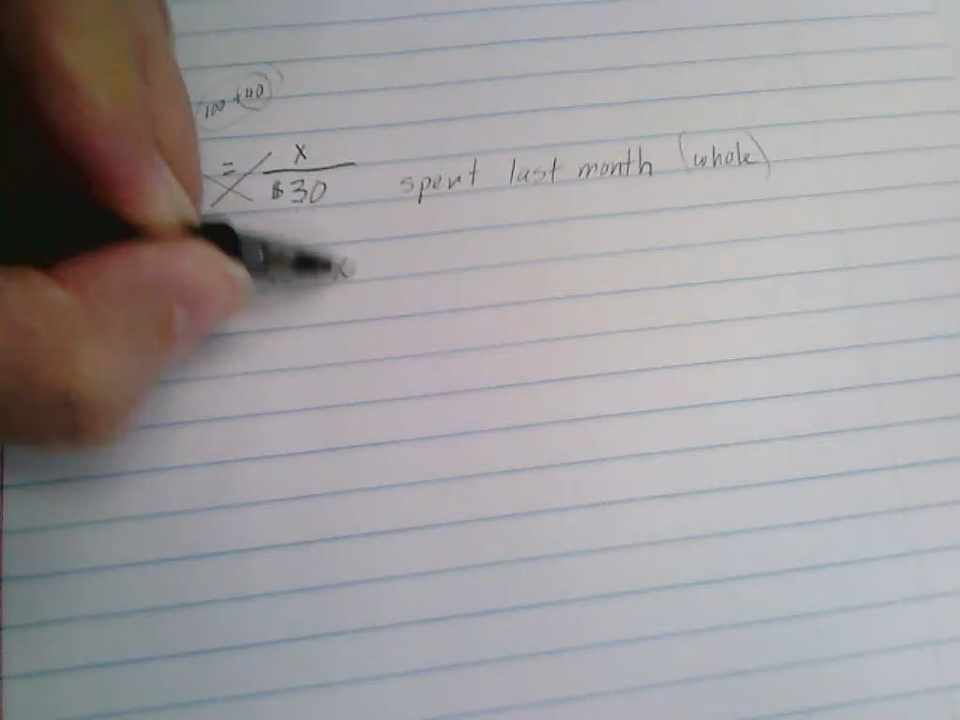 100 + 40
= x
$30 spent last month (whole)
x